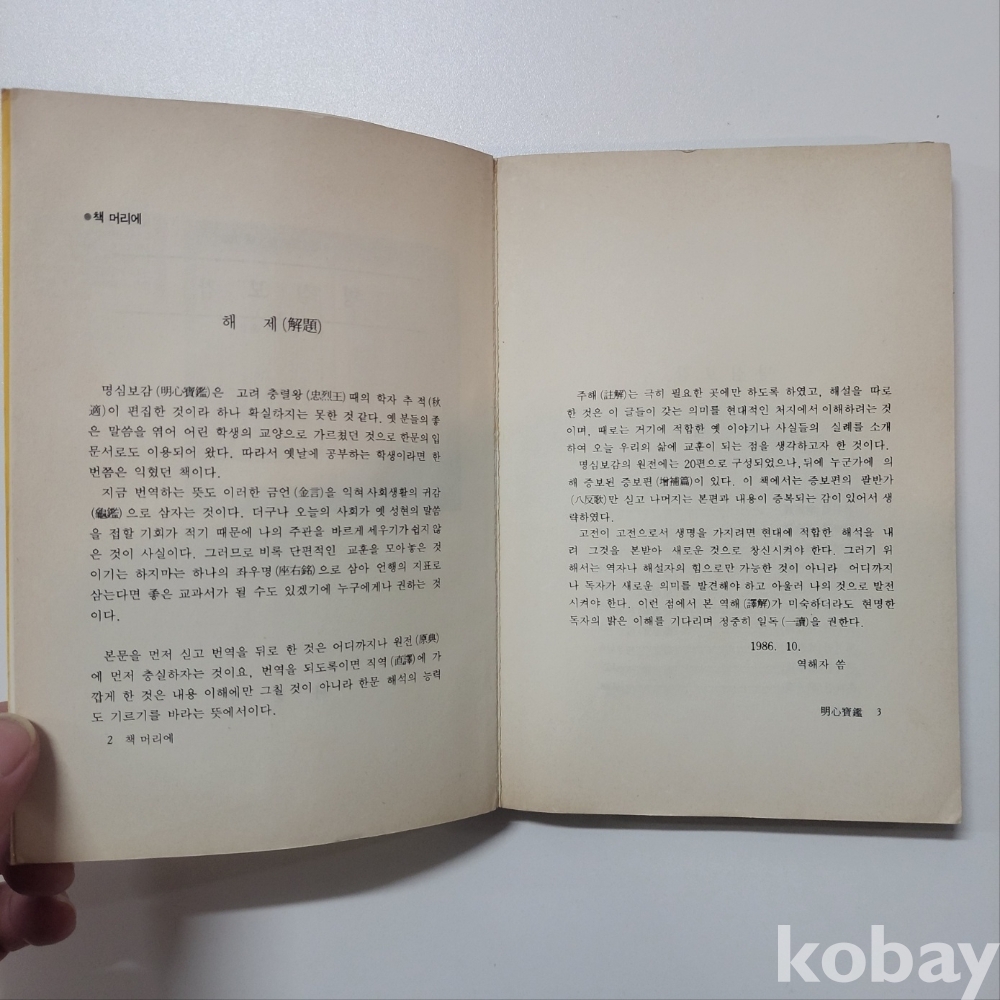 ●책 머리에
해 제(解題)
명심보감(明心寶鑑)은 고려 충렬왕(忠烈王)때의 학자 추적(秋
適)이 편집한 것이라 하나 확실하지는 못한 것 같다. 옛 분들의 좋
은 말씀을 엮어 어린 학생의 교양으로 가르쳤던 것으로 한문의 입
문서로도 이용되어 왔다. 따라서 옛날에 공부하는 학생이라면 한
번쯤은 익혔던 책이다.
지금 번역하는 뜻도 이러한 금언(金言)을 익혀 사회생활의 귀감
(龜鑑)으로 삼자는 것이다. 더구나 오늘의 사회가 옛 성현의 말씀
을 접할 기회가 적기 때문에 나의 주관을 바르게 세우기가 쉽지 않
은 것이 사실이다. 그러므로 비록 단편적인 교훈을 모아놓은 것
이기는 하지마는 하나의 좌우명(座右銘)으로 삼아 언행의 지표로
삼는다면 좋은 교과서가 될 수도 있겠기에 누구에게나 권하는 것
이다.
본문을 먼저 싣고 번역을 뒤로 한 것은 어디까지나 원전(原典)
에 먼저 충실하자는 것이요, 번역을 되도록이면 직역(直譯)에 가
깝게 한 것은 내용 이해에만 그칠 것이 아니라 한문 해석의 능력
도 기르기를 바라는 뜻에서이다.
2 책 머리에
주해(註解)는 극히 필요한 곳에만 하도록 하였고, 해설을 따로
한 것은 이 글들이 갖는 의미를 현대적인 처지에서 이해하려는 것
이며, 때로는 거기에 적합한 옛 이야기나 사실들의 실례를 소개
하여 오늘 우리의 삶에 교훈이 되는 점을 생각하고자 한 것이다.
명심보감의 원전에는 20편으로 구성되었으나, 뒤에 누군가에 의
해 증보된 증보편(增補篇)이 있다. 이 책에서는 증보편의 팔반가
(八反歌)만 싣고 나머지는 본편과 내용이 중복되는 감이 있어서 생
략하였다.
고전이 고전으로서 생명을 가지려면 현대에 적합한 해석을 내
려 그것을 본받아 새로운 것으로 창신시켜야 한다. 그러기 위
해서는 역자나 해설자의 힘으로만 가능한 것이 아니라 어디까지
나 독자가 새로운 의미를 발견해야 하고 아울러 나의 것으로 발전
시켜야 한다. 이런 점에서 본 역해(譯解)가 미숙하더라도 현명한
독자의 밝은 이해를 기다리며 정중히 일독(一讀)을 권한다.
1986. 10.
역해자 씀
明心寶鑑 3
kobay